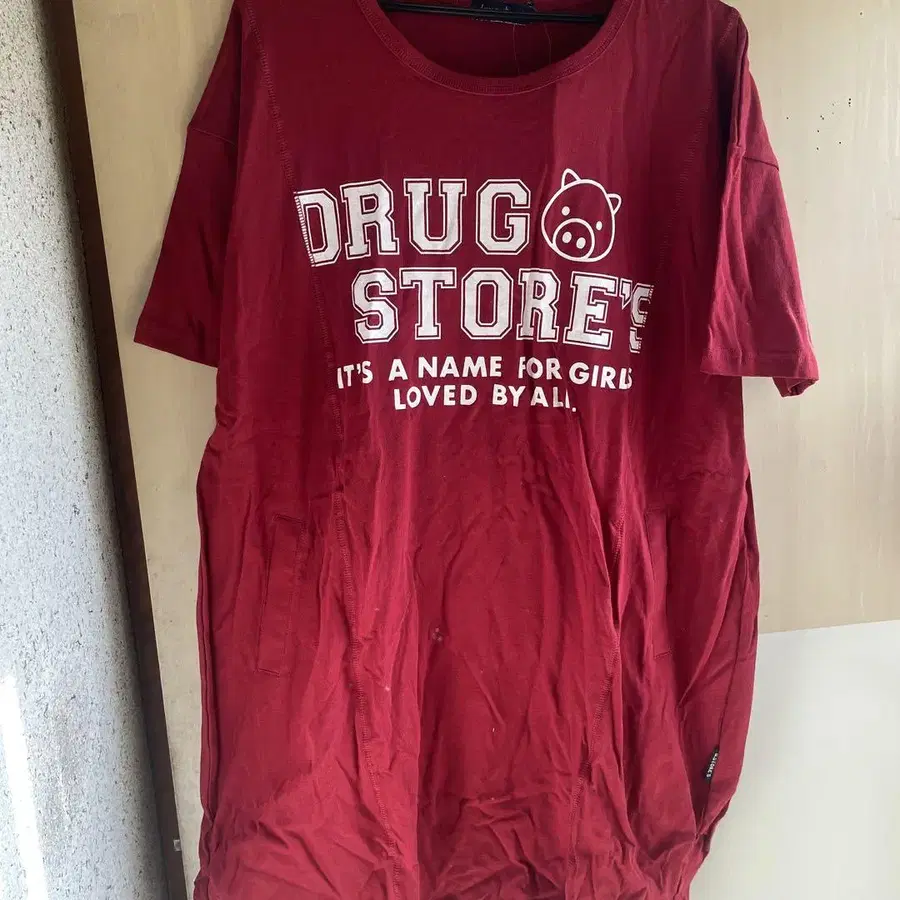 DRUG
STORE'S
IT'S A NAME FOR GIRLS
LOVED BY ALL.